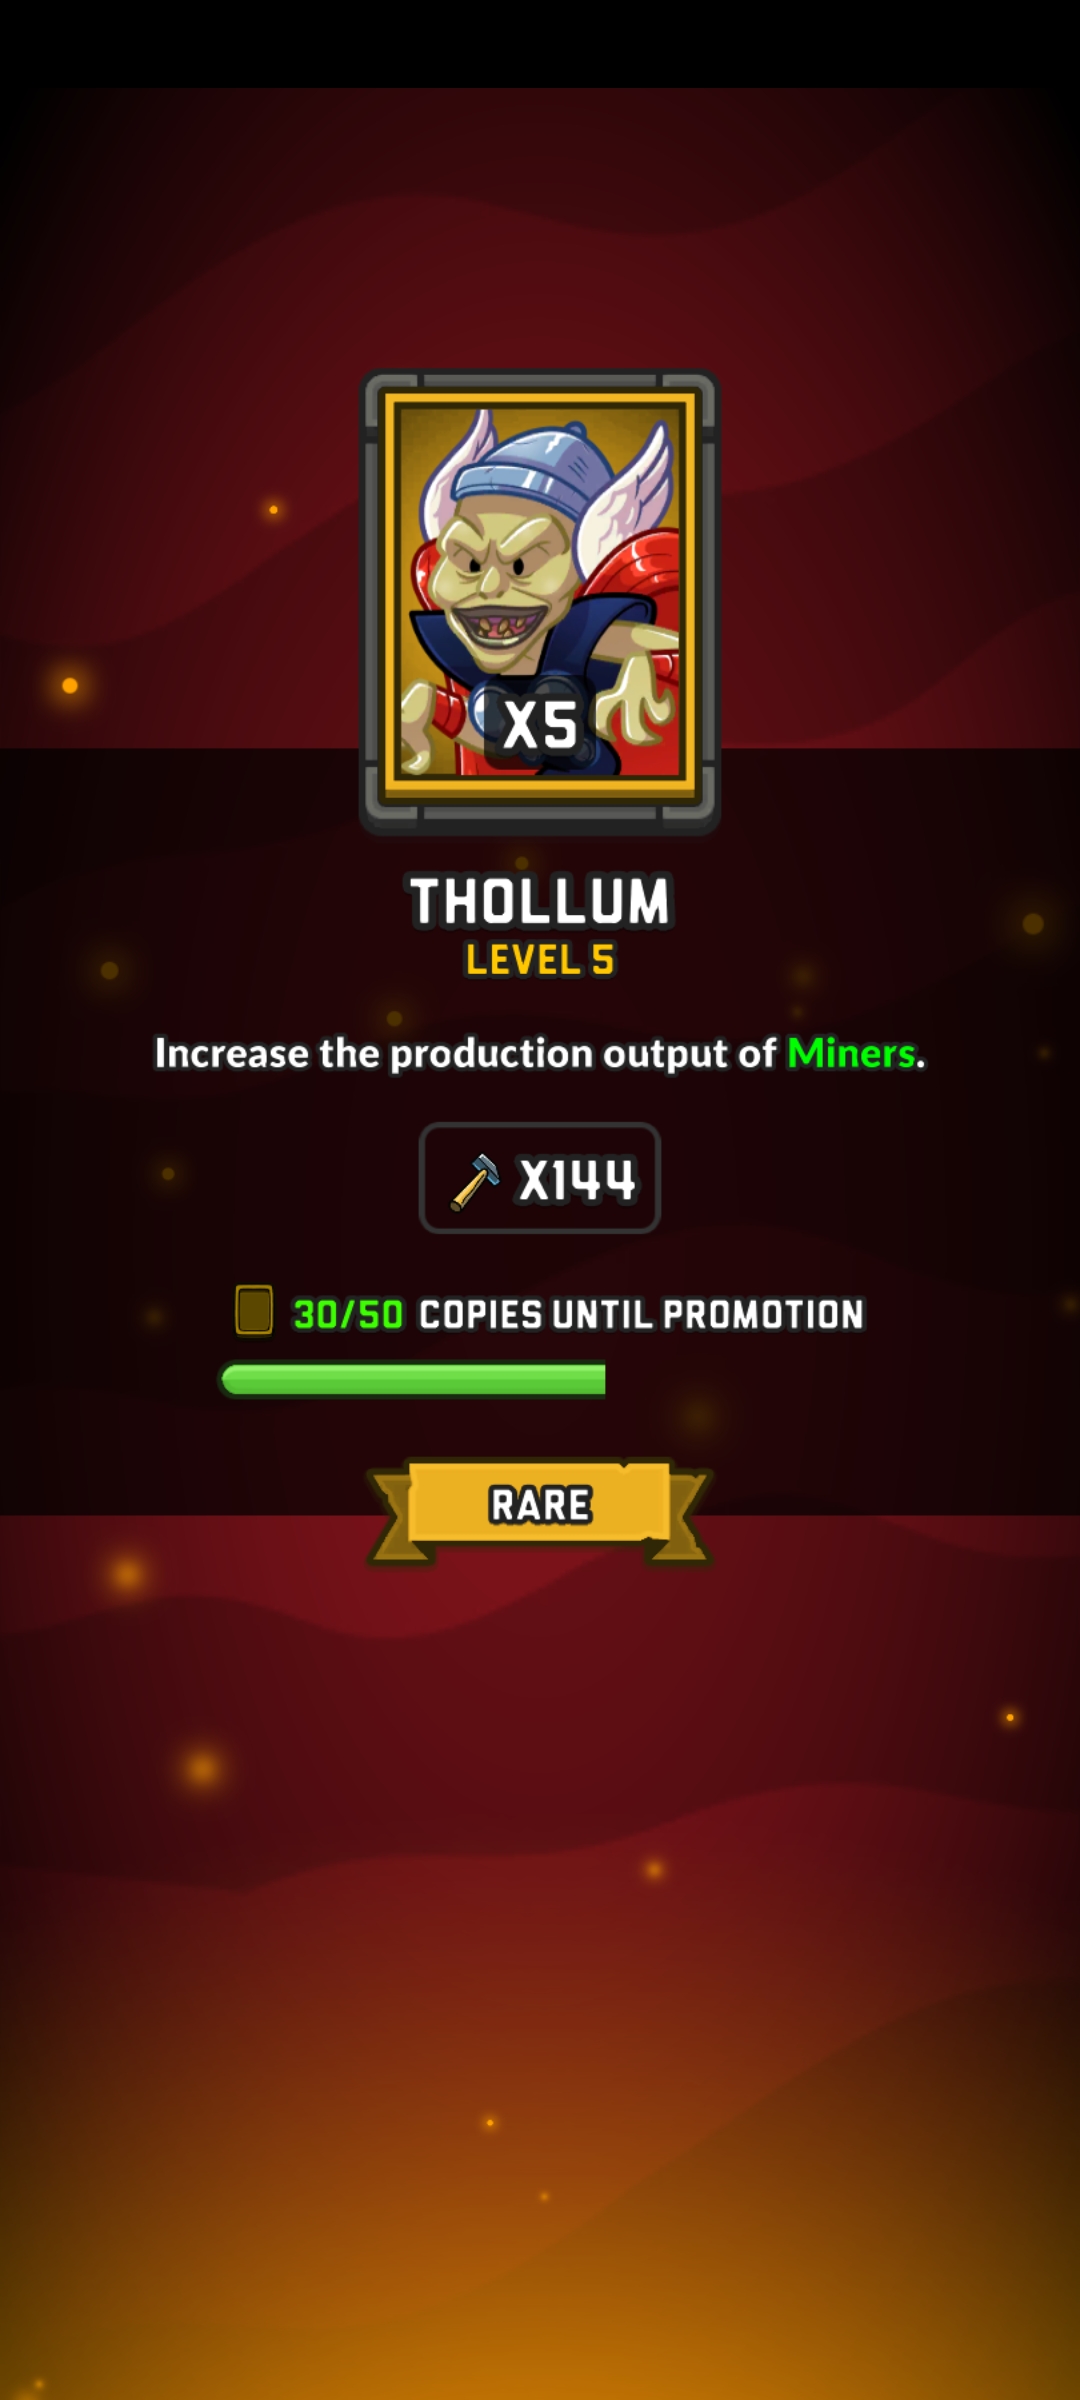 X5
THOLLUM
LEVEL 5
Increase the production output of Miners.
X144
30/50 COPIES UNTIL PROMOTION
RARE